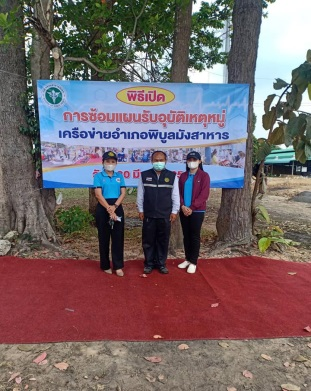 พิธีเปิด
การซ้อมแผนรับอุบัติเหตุหมู่
เครือข่ายอำเภอพิบูลมังสาหาร